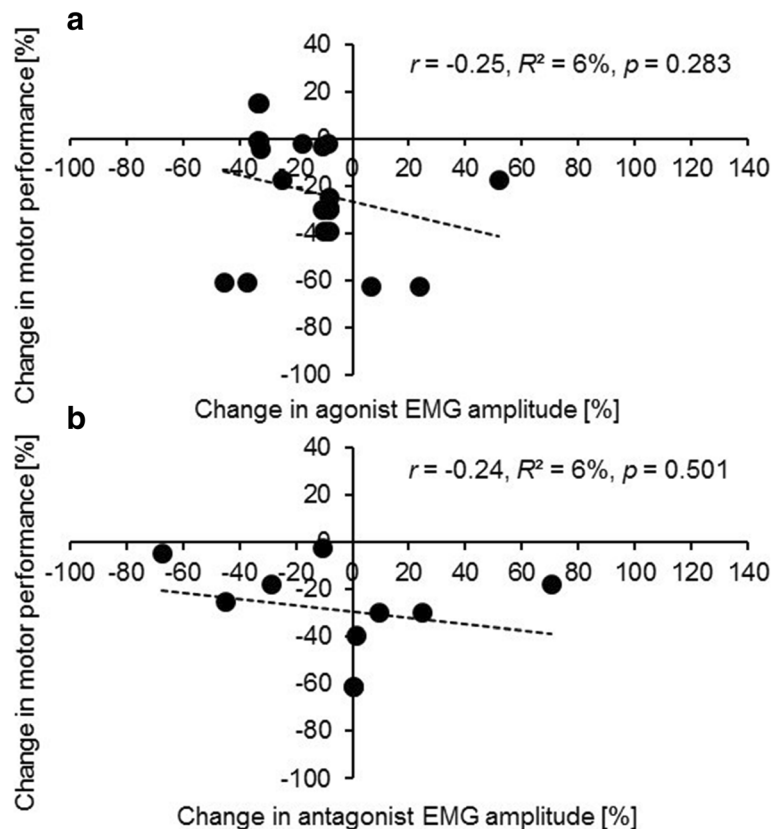 a
40
r = -0.25, R² = 6%, p = 0.283
20
0
-100 -80 -60 -40 -20 0 20 40 60 80 100 120 140
-20
-60
-80
-100
Change in motor performance [%]
Change in agonist EMG amplitude [%]
b
40
r = -0.24, R² = 6%, p = 0.501
20
0
-100 -80 -60 -40 -20 0 20 40 60 80 100 120 140
-20
-40
-60
-80
-100
Change in motor performance [%]
Change in antagonist EMG amplitude [%]